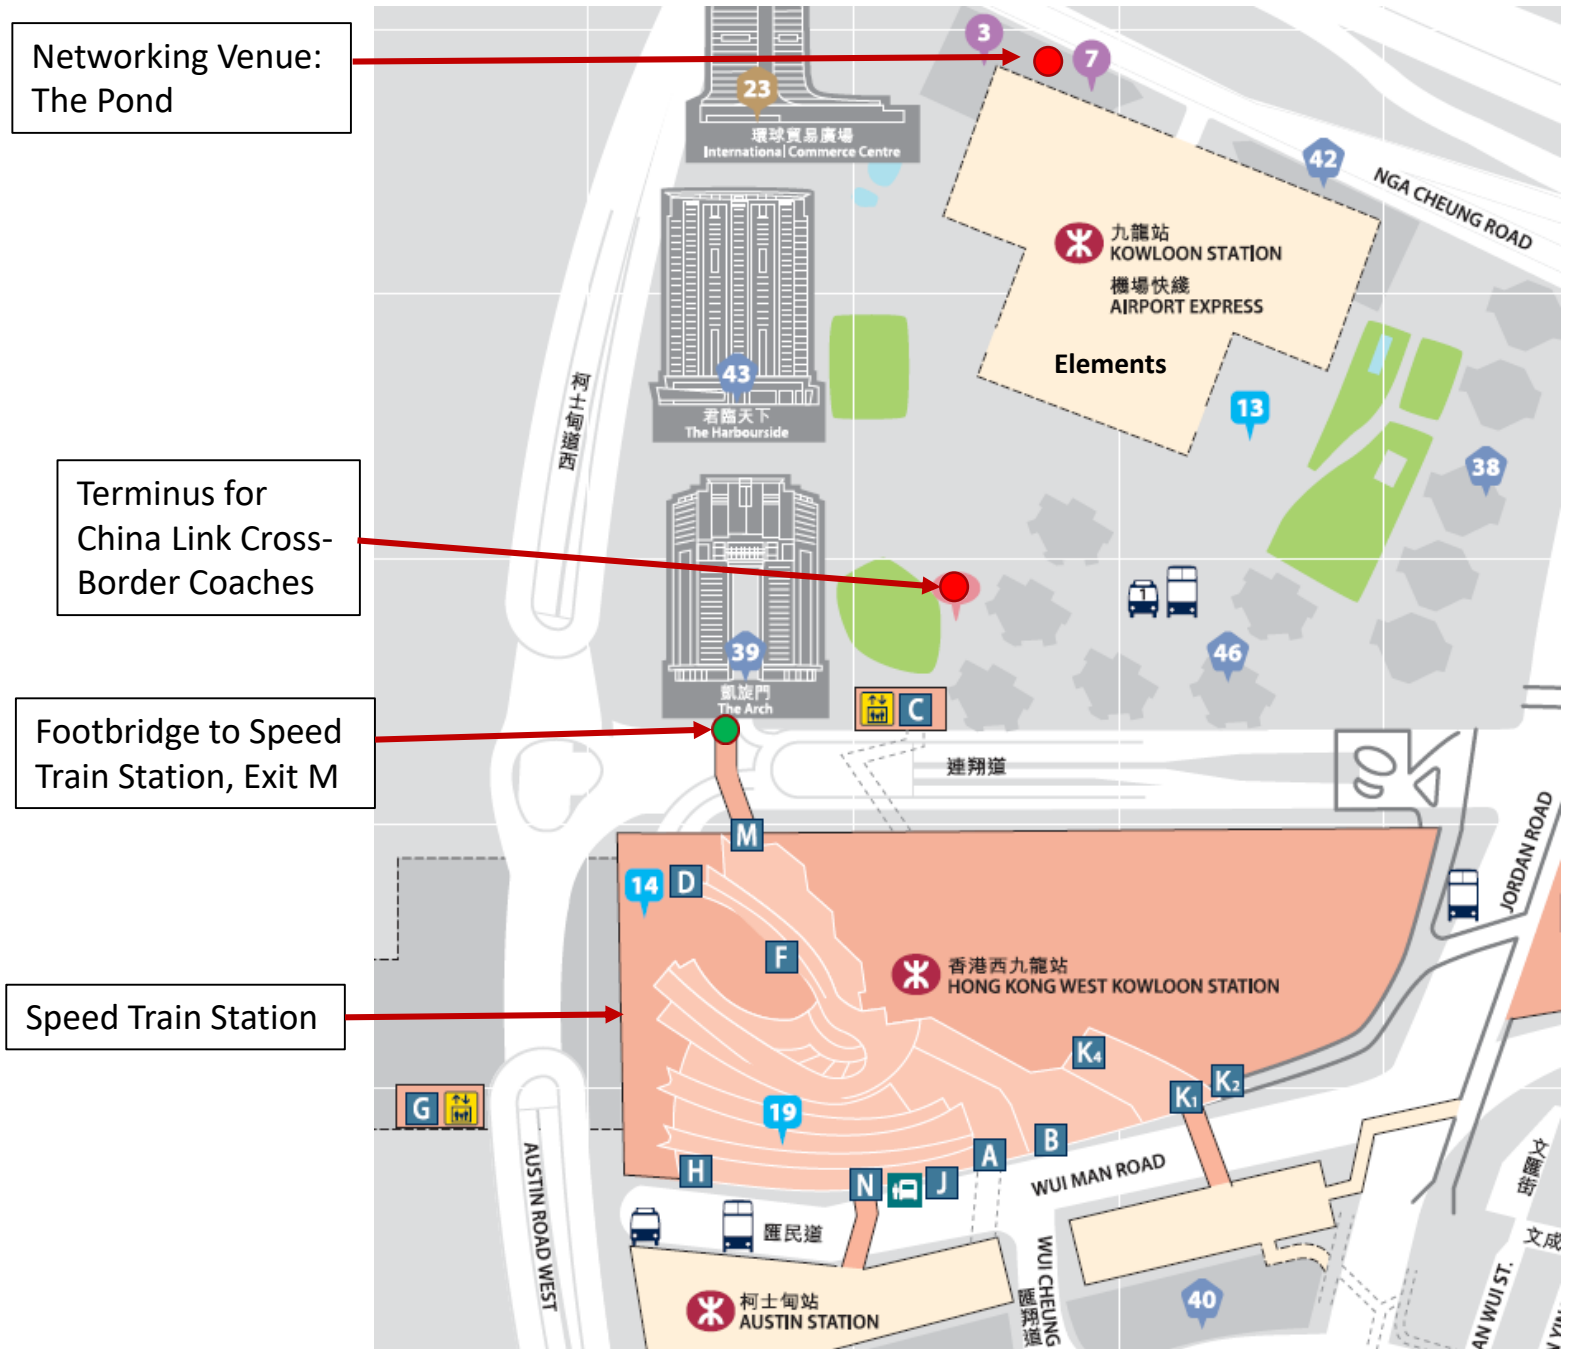 Networking Venue:
The Pond
3
7
23
環球貿易廣場
International Commerce Centre
42
NGA CHEUNG ROAD
九龍站
KOWLOON STATION
機場快綫
AIRPORT EXPRESS
Elements
柯士甸道西
43
君臨天下
The Harbourside
13
38
Terminus for
China Link Cross-
Border Coaches
1
39
46
凱旋門
The Arch
C
Footbridge to Speed
Train Station, Exit M
連翔道
JORDAN ROAD
M
14
D
F
香港西九龍站
HONG KONG WEST KOWLOON STATION
Speed Train Station
K4
K2
K1
G
19
B
A
H
N
J
WUI MAN ROAD
AUSTIN ROAD WEST
匯民道
文匯街
文成
WUI CHEUNG
匯翔道
柯士甸站
AUSTIN STATION
40
AN WUI ST.